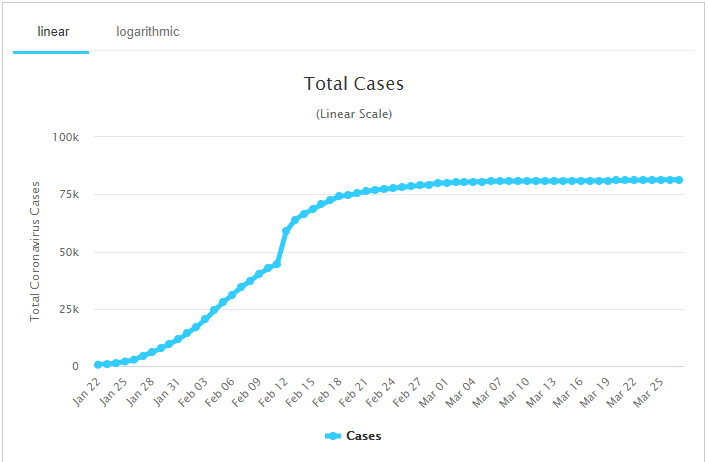 linear logarithmic
Total Cases
(Linear Scale)
Total Coronavirus Cases
100k
75k
50k
25k
0
Jan 22 Jan 25 Jan 28 Jan 31 Feb 03 Feb 06 Feb 09 Feb 12 Feb 15 Feb 18 Feb 21 Feb 24 Feb 27 Mar 01 Mar 04 Mar 07 Mar 10 Mar 13 Mar 16 Mar 19 Mar 22 Mar 25
Cases